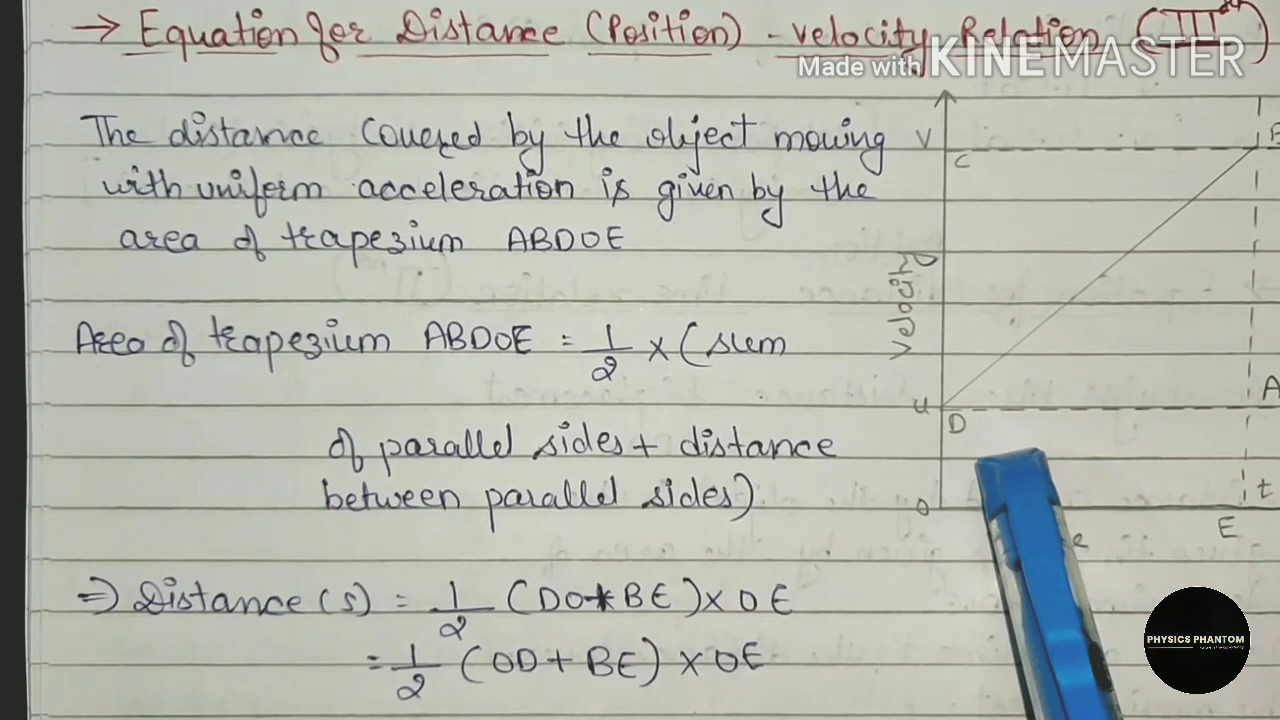 → Equation for Distance (Position) - velocity Relation (III
Made with KINEMASTER
The distance covered by the object mowing
with uniform acceleration is given by the
area of trapezium ABDOE
Area of trapezium ABDOE = 1/2 × (sum
of parallel sides + distance
between parallel sides)
⇒ Distance (s) = 1/2 (DO+BE) × OE
= 1/2 (OD + BE) × OE
V
C
B
velocity
u
D
A
O
E
t
PHYSICS PHANTOM